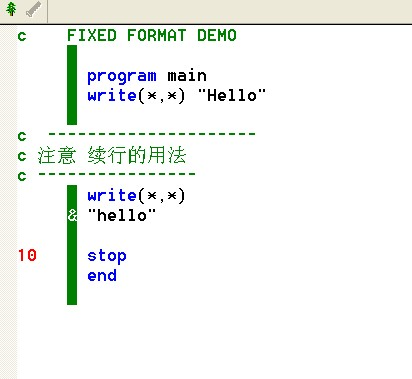 c    FIXED FORMAT DEMO
program main
write(*,*) "Hello"
c  ---------------------
c 注意 续行的用法
c ----------------
write(*,*)
& "hello"
10    stop
end